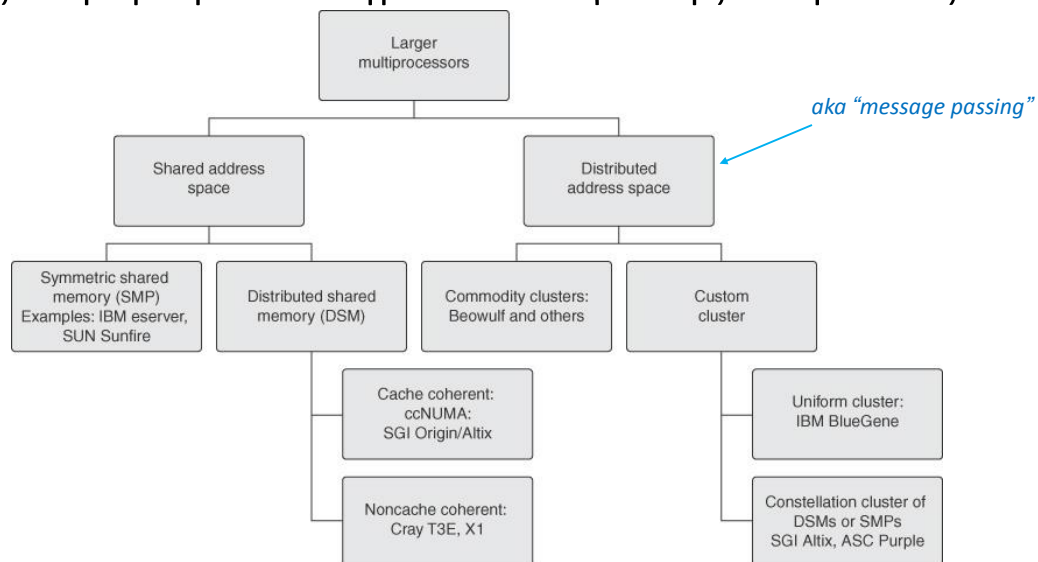 Larger
multiprocessors
aka “message passing”
Shared address
space
Distributed
address space
Symmetric shared
memory (SMP)
Examples: IBM eserver,
SUN Sunfire
Distributed shared
memory (DSM)
Commodity clusters:
Beowulf and others
Custom
cluster
Cache coherent:
ccNUMA:
SGI Origin/Altix
Uniform cluster:
IBM BlueGene
Noncache coherent:
Cray T3E, X1
Constellation cluster of
DSMs or SMPs
SGI Altix, ASC Purple